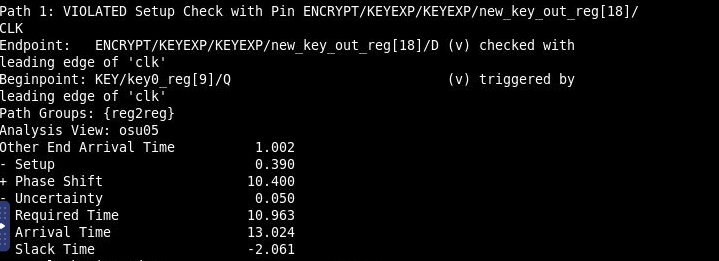 Path 1: VIOLATED Setup Check with Pin ENCRYPT/KEYEXP/KEYEXP/new_key_out_reg[18]/
CLK
Endpoint:   ENCRYPT/KEYEXP/KEYEXP/new_key_out_reg[18]/D (v) checked with
leading edge of 'clk'
Beginpoint: KEY/key0_reg[9]/Q                           (v) triggered by
leading edge of 'clk'
Path Groups: {reg2reg}
Analysis View: osu05
Other End Arrival Time          1.002
- Setup                         0.390
+ Phase Shift                  10.400
- Uncertainty                   0.050
Required Time                 10.963
Arrival Time                  13.024
Slack Time                    -2.061